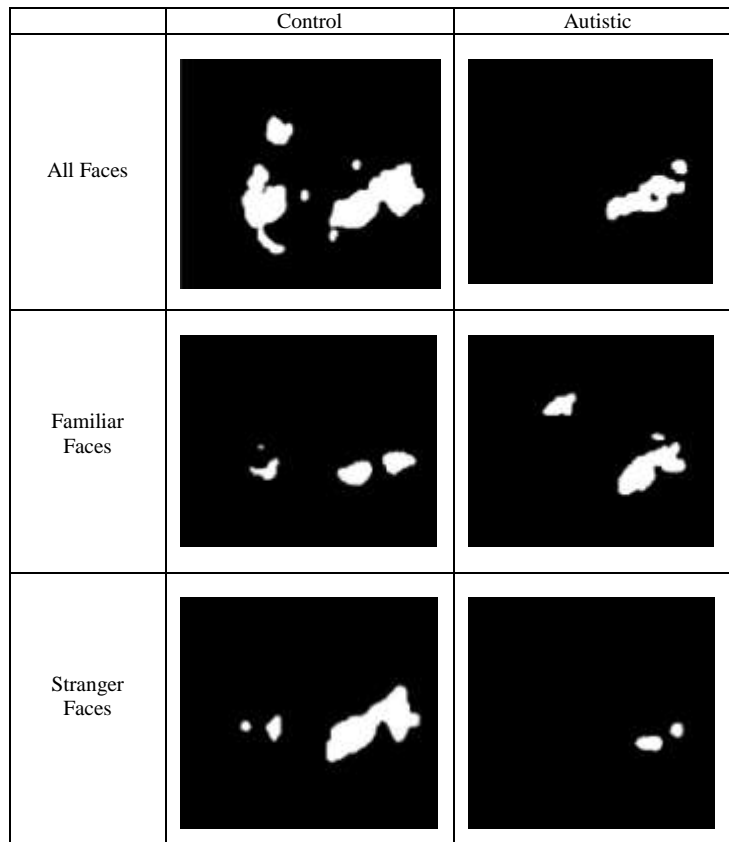 Control Autistic
All Faces
Familiar
Faces
Stranger
Faces